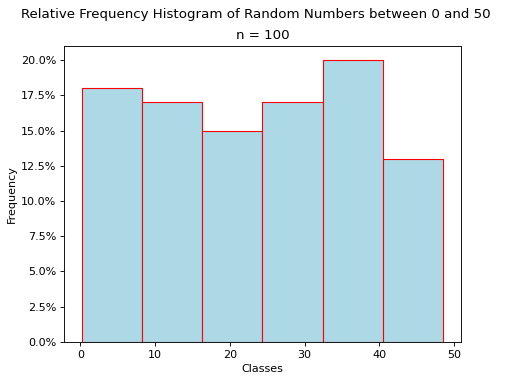 Relative Frequency Histogram of Random Numbers between 0 and 50
n = 100
20.0%
17.5%
15.0%
12.5%
10.0%
7.5%
5.0%
2.5%
0.0%
Frequency
0 10 20 30 40 50
Classes